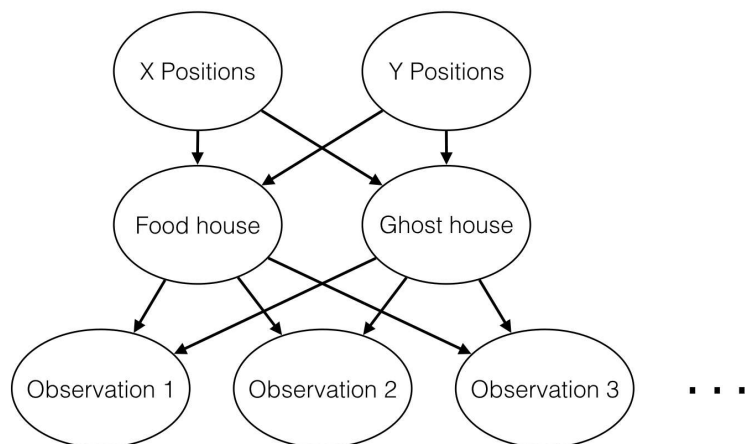 X Positions
Y Positions
Food house
Ghost house
Observation 1
Observation 2
Observation 3
. . .